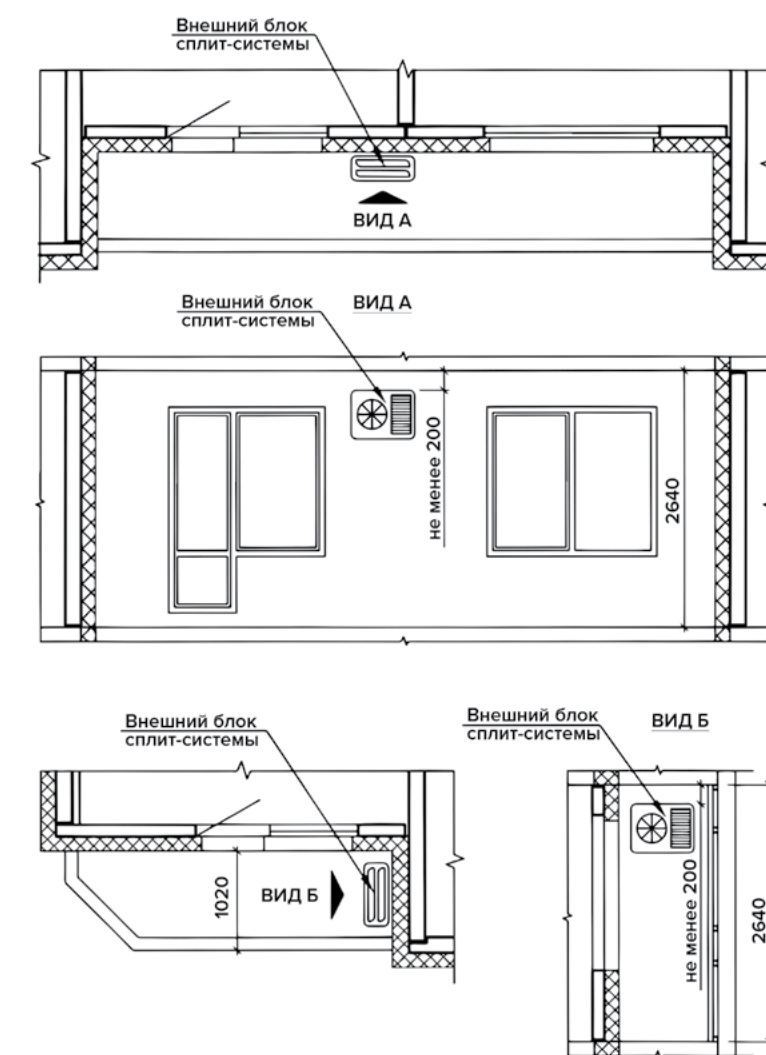 Внешний блок
сплит-системы
ВИД А
Внешний блок
сплит-системы
ВИД А
не менее 200
2640
Внешний блок
сплит-системы
1020
ВИД Б
Внешний блок
сплит-системы
ВИД Б
не менее 200
2640